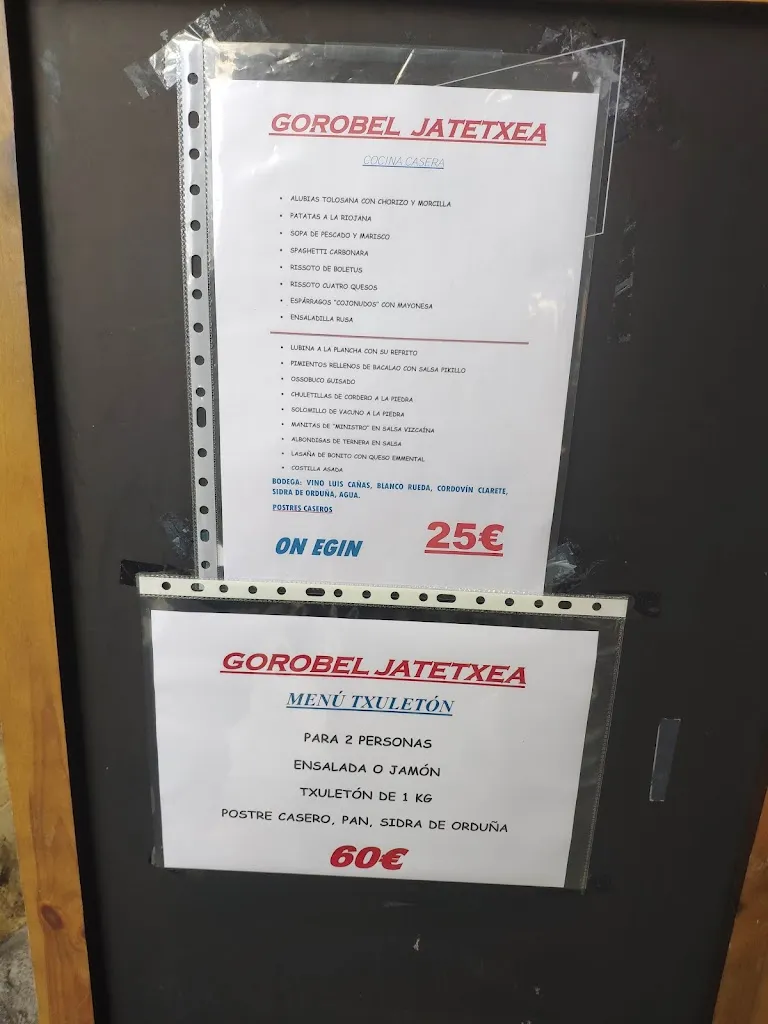 GOROBEL JATETXEA
COCINA CASERA
• ALUBIAS TOLOSANA CON CHORIZO Y MORCILLA
• PATATAS A LA RIOJANA
• SOPA DE PESCADO Y MARISCO
• SPAGHETTI CARBONARA
• RISSOTO DE BOLETUS
• RISSOTO CUATRO QUESOS
• ESPÁRRAGOS "COJONUDOS" CON MAYONESA
• ENSALADILLA RUSA
• LUBINA A LA PLANCHA CON SU REFRITO
• PIMIENTOS RELLENOS DE BACALAO CON SALSA PIKILLO
• OSSOBUCO GUISADO
• CHULETILLAS DE CORDERO A LA PIEDRA
• SOLOMILLO DE VACUNO A LA PIEDRA
• MANITAS DE "MINISTRO" EN SALSA VIZCAÍNA
• ALBONDIGAS DE TERNERA EN SALSA
• LASAÑA DE BONITO CON QUESO EMMENTAL
• COSTILLA ASADA
BODEGA: VINO LUIS CAÑAS, BLANCO RUEDA, CORDOVÍN CLARETE,
SIDRA DE ORDUÑA, AGUA.
POSTRES CASEROS
ON EGIN 25€
GOROBEL JATETXEA
MENÚ TXULETÓN
PARA 2 PERSONAS
ENSALADA O JAMÓN
TXULETÓN DE 1 KG
POSTRE CASERO, PAN, SIDRA DE ORDUÑA
60€